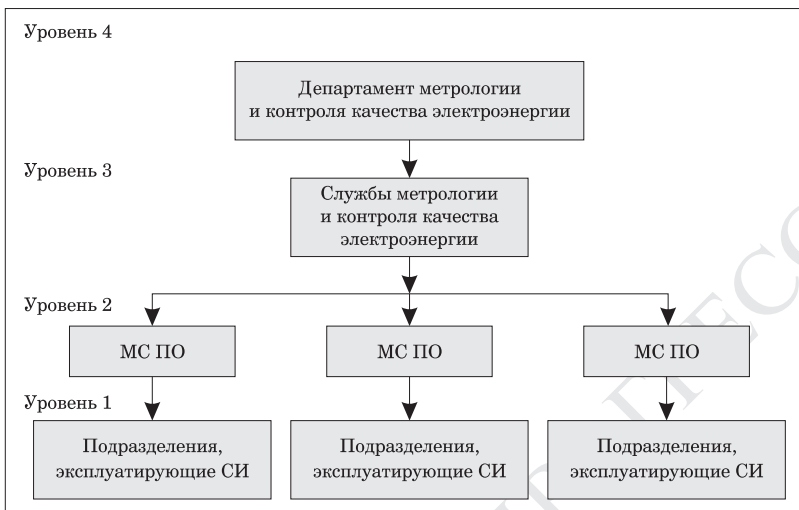 Уровень 4
Департамент метрологии
и контроля качества электроэнергии
Уровень 3
Службы метрологии
и контроля качества
электроэнергии
Уровень 2
МС ПО
МС ПО
МС ПО
Уровень 1
Подразделения,
эксплуатирующие СИ
Подразделения,
эксплуатирующие СИ
Подразделения,
эксплуатирующие СИ